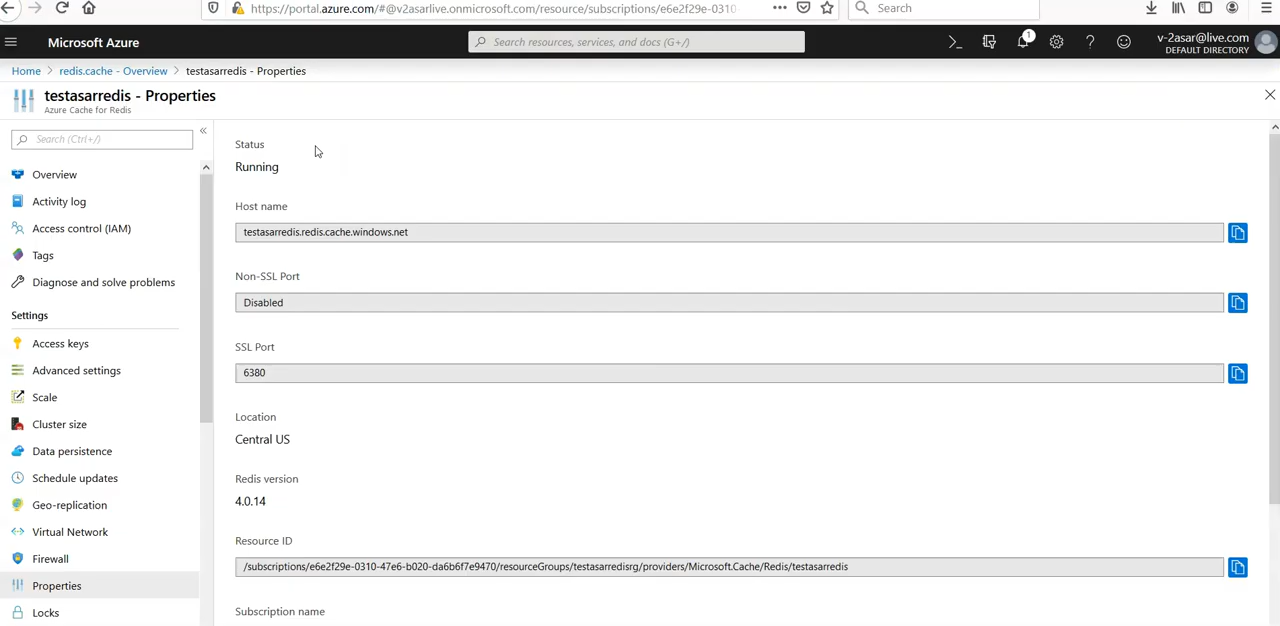 https://portal.azure.com/#@v2asarlive.onmicrosoft.com/resource/subscriptions/e6e2f29e-0310
Search
Microsoft Azure
Search resources, services, and docs (G+/)
1
v-2asar@live.com
DEFAULT DIRECTORY
Home > redis.cache - Overview > testasarredis - Properties
testasarredis - Properties
Azure Cache for Redis
Search (Ctrl+/)
Overview
Activity log
Access control (IAM)
Tags
Diagnose and solve problems
Settings
Access keys
Advanced settings
Scale
Cluster size
Data persistence
Schedule updates
Geo-replication
Virtual Network
Firewall
Properties
Locks
Status
Running
Host name
testasarredis.redis.cache.windows.net
Non-SSL Port
Disabled
SSL Port
6380
Location
Central US
Redis version
4.0.14
Resource ID
/subscriptions/e6e2f29e-0310-47e6-b020-da6b6f7e9470/resourceGroups/testasarredisrg/providers/Microsoft.Cache/Redis/testasarredis
Subscription name